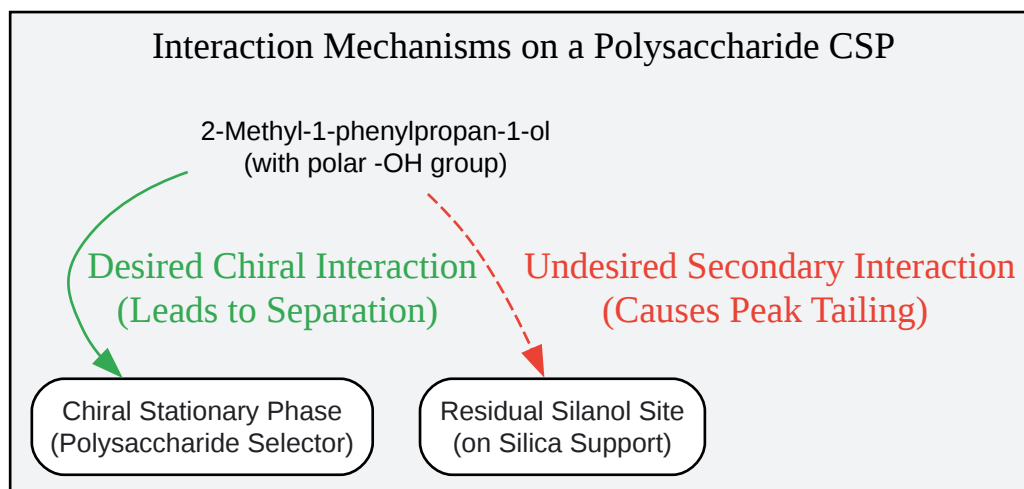 Interaction Mechanisms on a Polysaccharide CSP
2-Methyl-1-phenylpropan-1-ol
(with polar -OH group)
Desired Chiral Interaction
(Leads to Separation)
Undesired Secondary Interaction
(Causes Peak Tailing)
Chiral Stationary Phase
(Polysaccharide Selector)
Residual Silanol Site
(on Silica Support)